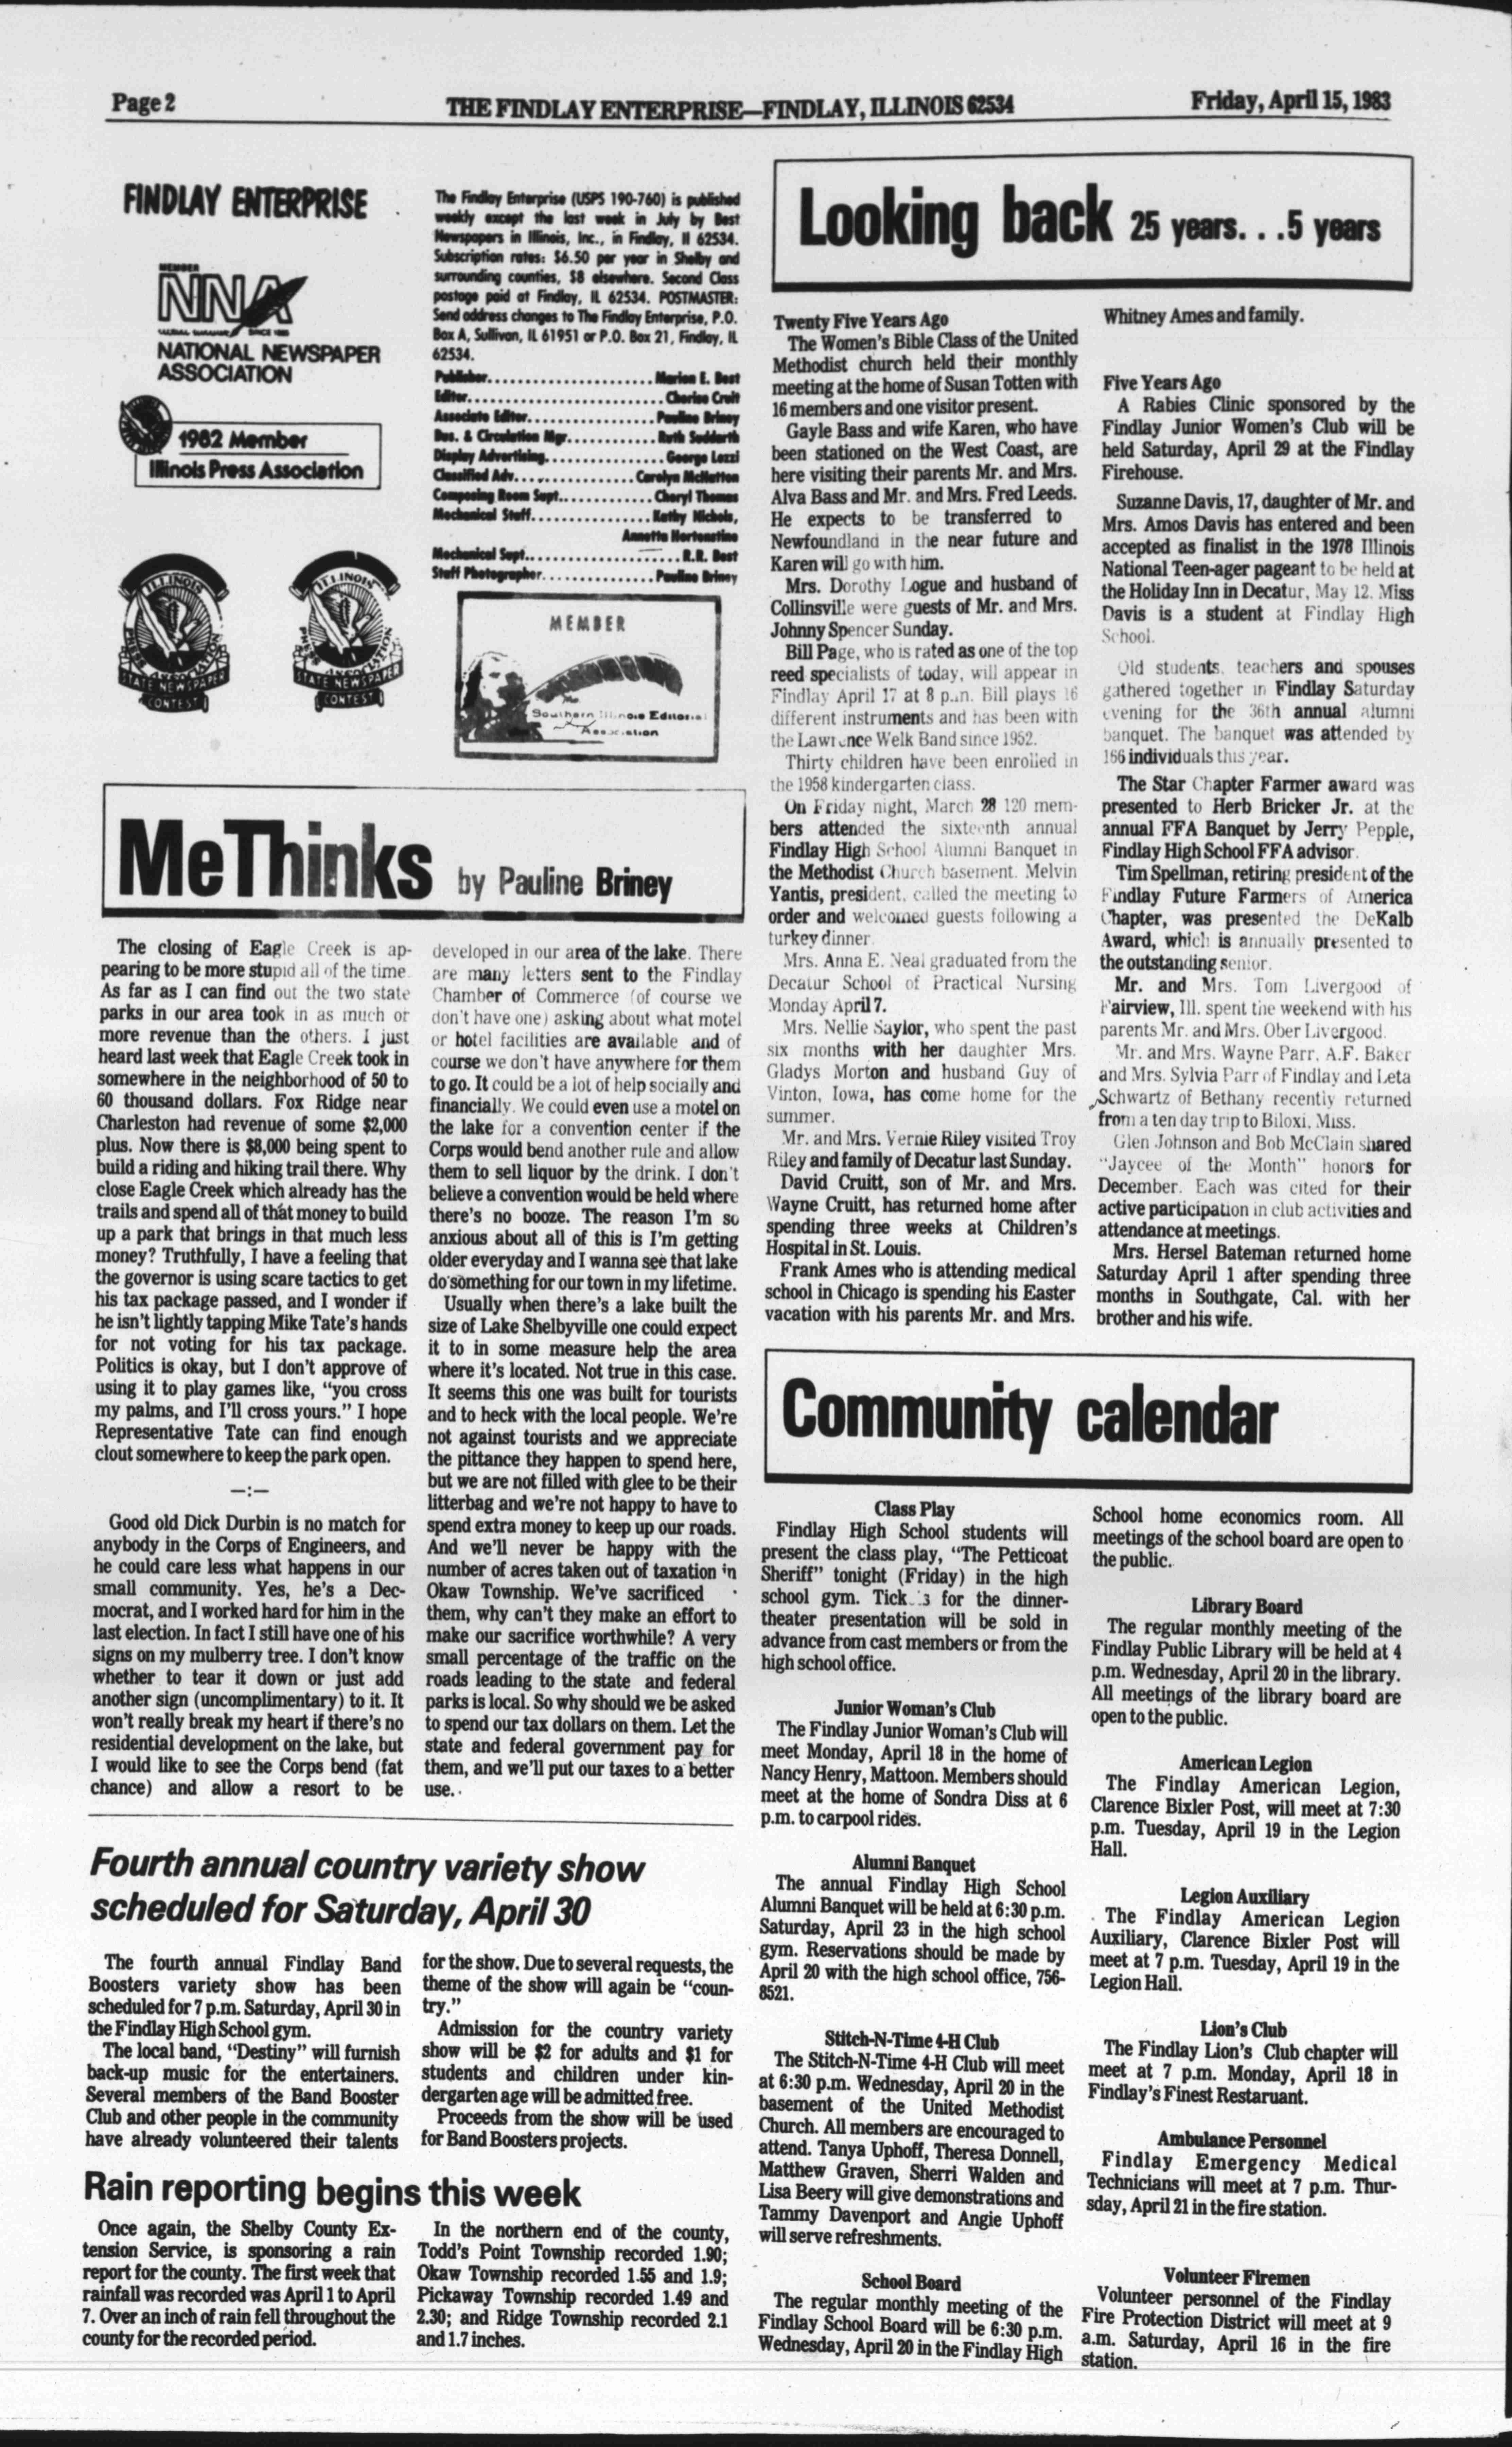 Page 2
THE FINDLAY ENTERPRISE—FINDLAY, ILLINOIS 62534
Friday, April 15, 1983
FINDLAY ENTERPRISE
MEMBER
NNA
SINCE 1885
NATIONAL NEWSPAPER
ASSOCIATION
1982 Member
Illinois Press Association
ILLINOIS
PRESS ASSOCIATION
STATE NEWSPAPER
CONTEST
ILLINOIS
PRESS ASSOCIATION
STATE NEWSPAPER
CONTEST
The Findlay Enterprise (USPS 190-760) is published
weekly except the last week in July by Best
Newspapers in Illinois, Inc., in Findlay, Il 62534.
Subscription rates: $6.50 per year in Shelby and
surrounding counties, $8 elsewhere. Second Class
postage paid at Findlay, IL 62534. POSTMASTER:
Send address changes to The Findlay Enterprise, P.O.
Box A, Sullivan, IL 61951 or P.O. Box 21, Findlay, IL
62534.
Publisher........................Marion E. Best
Editor............................Cherise Cruit
Associate Editor..................Pauline Briney
Bus. & Circulation Mgr............Ruth Suddarth
Display Advertising...............George Lozzi
Classified Adv................Carolyn McNutton
Composing Room Supt............Cheryl Thomas
Mechanical Staff...............Kathy Nichols,
Annetta Hortenstine
Mechanical Supt......................R.R. Best
Staff Photographer..............Pauline Briney
MEMBER
The
Southern Illinois Editorial
Association
MeThinks by Pauline Briney
The closing of Eagle Creek is ap-
pearing to be more stupid all of the time.
As far as I can find out the two state
parks in our area took in as much or
more revenue than the others. I just
heard last week that Eagle Creek took in
somewhere in the neighborhood of 50 to
60 thousand dollars. Fox Ridge near
Charleston had revenue of some $2,000
plus. Now there is $8,000 being spent to
build a riding and hiking trail there. Why
close Eagle Creek which already has the
trails and spend all of that money to build
up a park that brings in that much less
money? Truthfully, I have a feeling that
the governor is using scare tactics to get
his tax package passed, and I wonder if
he isn't lightly tapping Mike Tate's hands
for not voting for his tax package.
Politics is okay, but I don't approve of
using it to play games like, "you cross
my palms, and I'll cross yours." I hope
Representative Tate can find enough
clout somewhere to keep the park open.
—:—
Good old Dick Durbin is no match for
anybody in the Corps of Engineers, and
he could care less what happens in our
small community. Yes, he's a Dec-
mocrat, and I worked hard for him in the
last election. In fact I still have one of his
signs on my mulberry tree. I don't know
whether to tear it down or just add
another sign (uncomplimentary) to it. It
won't really break my heart if there's no
residential development on the lake, but
I would like to see the Corps bend (fat
chance) and allow a resort to be
developed in our area of the lake. There
are many letters sent to the Findlay
Chamber of Commerce (of course we
don't have one) asking about what motel
or hotel facilities are available and of
course we don't have anywhere for them
to go. It could be a lot of help socially and
financially. We could even use a motel on
the lake for a convention center if the
Corps would bend another rule and allow
them to sell liquor by the drink. I don't
believe a convention would be held where
there's no booze. The reason I'm so
anxious about all of this is I'm getting
older everyday and I wanna see that lake
do something for our town in my lifetime.
Usually when there's a lake built the
size of Lake Shelbyville one could expect
it to in some measure help the area
where it's located. Not true in this case.
It seems this one was built for tourists
and to heck with the local people. We're
not against tourists and we appreciate
the pittance they happen to spend here,
but we are not filled with glee to be their
litterbag and we're not happy to have to
spend extra money to keep up our roads.
And we'll never be happy with the
number of acres taken out of taxation in
Okaw Township. We've sacrificed
them, why can't they make an effort to
make our sacrifice worthwhile? A very
small percentage of the traffic on the
roads leading to the state and federal
parks is local. So why should we be asked
to spend our tax dollars on them. Let the
state and federal government pay for
them, and we'll put our taxes to a better
use.
Fourth annual country variety show
scheduled for Saturday, April 30
The fourth annual Findlay Band
Boosters variety show has been
scheduled for 7 p.m. Saturday, April 30 in
the Findlay High School gym.
The local band, "Destiny" will furnish
back-up music for the entertainers.
Several members of the Band Booster
Club and other people in the community
have already volunteered their talents
for the show. Due to several requests, the
theme of the show will again be "coun-
try."
Admission for the country variety
show will be $2 for adults and $1 for
students and children under kin-
dergarten age will be admitted free.
Proceeds from the show will be used
for Band Boosters projects.
Rain reporting begins this week
Once again, the Shelby County Ex-
tension Service, is sponsoring a rain
report for the county. The first week that
rainfall was recorded was April 1 to April
7. Over an inch of rain fell throughout the
county for the recorded period.
In the northern end of the county,
Todd's Point Township recorded 1.90;
Okaw Township recorded 1.55 and 1.9;
Pickaway Township recorded 1.49 and
2.30; and Ridge Township recorded 2.1
and 1.7 inches.
Looking back 25 years. . .5 years
Twenty Five Years Ago
The Women's Bible Class of the United
Methodist church held their monthly
meeting at the home of Susan Totten with
16 members and one visitor present.
Gayle Bass and wife Karen, who have
been stationed on the West Coast, are
here visiting their parents Mr. and Mrs.
Alva Bass and Mr. and Mrs. Fred Leeds.
He expects to be transferred to
Newfoundland in the near future and
Karen will go with him.
Mrs. Dorothy Logue and husband of
Collinsville were guests of Mr. and Mrs.
Johnny Spencer Sunday.
Bill Page, who is rated as one of the top
reed specialists of today, will appear in
Findlay April 17 at 8 p.m. Bill plays 16
different instruments and has been with
the Lawrence Welk Band since 1952.
Thirty children have been enrolled in
the 1958 kindergarten class.
On Friday night, March 28 120 mem-
bers attended the sixteenth annual
Findlay High School Alumni Banquet in
the Methodist Church basement. Melvin
Yantis, president, called the meeting to
order and welcomed guests following a
turkey dinner.
Mrs. Anna E. Neal graduated from the
Decatur School of Practical Nursing
Monday April 7.
Mrs. Nellie Saylor, who spent the past
six months with her daughter Mrs.
Gladys Morton and husband Guy of
Vinton, Iowa, has come home for the
summer.
Mr. and Mrs. Vernie Riley visited Troy
Riley and family of Decatur last Sunday.
David Cruitt, son of Mr. and Mrs.
Wayne Cruitt, has returned home after
spending three weeks at Children's
Hospital in St. Louis.
Frank Ames who is attending medical
school in Chicago is spending his Easter
vacation with his parents Mr. and Mrs.
Whitney Ames and family.
Five Years Ago
A Rabies Clinic sponsored by the
Findlay Junior Women's Club will be
held Saturday, April 29 at the Findlay
Firehouse.
Suzanne Davis, 17, daughter of Mr. and
Mrs. Amos Davis has entered and been
accepted as finalist in the 1978 Illinois
National Teen-ager pageant to be held at
the Holiday Inn in Decatur, May 12. Miss
Davis is a student at Findlay High
School.
Old students, teachers and spouses
gathered together in Findlay Saturday
evening for the 36th annual alumni
banquet. The banquet was attended by
166 individuals this year.
The Star Chapter Farmer award was
presented to Herb Bricker Jr. at the
annual FFA Banquet by Jerry Pepple,
Findlay High School FFA advisor.
Tim Spellman, retiring president of the
Findlay Future Farmers of America
Chapter, was presented the DeKalb
Award, which is annually presented to
the outstanding senior.
Mr. and Mrs. Tom Livergood of
Fairview, Ill. spent the weekend with his
parents Mr. and Mrs. Ober Livergood.
Mr. and Mrs. Wayne Parr, A.F. Baker
and Mrs. Sylvia Parr of Findlay and Leta
Schwartz of Bethany recently returned
from a ten day trip to Biloxi, Miss.
Glen Johnson and Bob McClain shared
"Jaycee of the Month" honors for
December. Each was cited for their
active participation in club activities and
attendance at meetings.
Mrs. Hersel Bateman returned home
Saturday April 1 after spending three
months in Southgate, Cal. with her
brother and his wife.
Community calendar
Class Play
Findlay High School students will
present the class play, "The Petticoat
Sheriff" tonight (Friday) in the high
school gym. for the dinner-
theater presentation will be sold in
advance from cast members or from the
high school office.
Junior Woman's Club
The Findlay Junior Woman's Club will
meet Monday, April 18 in the home of
Nancy Henry, Mattoon. Members should
meet at the home of Sondra Diss at 6
p.m. to carpool rides.
Alumni Banquet
The annual Findlay High School
Alumni Banquet will be held at 6:30 p.m.
Saturday, April 23 in the high school
gym. Reservations should be made by
April 20 with the high school office, 756-
8521.
Stitch-N-Time 4-H Club
The Stitch-N-Time 4-H Club will meet
at 6:30 p.m. Wednesday, April 20 in the
basement of the United Methodist
Church. All members are encouraged to
attend. Tanya Uphoff, Theresa Donnell,
Matthew Graven, Sherri Walden and
Lisa Beery will give demonstrations and
Tammy Davenport and Angie Uphoff
will serve refreshments.
School Board
The regular monthly meeting of the
Findlay School Board will be 6:30 p.m.
Wednesday, April 20 in the Findlay High
School home economics room. All
meetings of the school board are open to
the public.
Library Board
The regular monthly meeting of the
Findlay Public Library will be held at 4
p.m. Wednesday, April 20 in the library.
All meetings of the library board are
open to the public.
American Legion
The Findlay American Legion,
Clarence Bixler Post, will meet at 7:30
p.m. Tuesday, April 19 in the Legion
Hall.
Legion Auxiliary
The Findlay American Legion
Auxiliary, Clarence Bixler Post will
meet at 7 p.m. Tuesday, April 19 in the
Legion Hall.
Lion's Club
The Findlay Lion's Club chapter will
meet at 7 p.m. Monday, April 18 in
Findlay's Finest Restaruant.
Ambulance Personnel
Findlay Emergency Medical
Technicians will meet at 7 p.m. Thur-
sday, April 21 in the fire station.
Volunteer Firemen
Volunteer personnel of the Findlay
Fire Protection District will meet at 9
a.m. Saturday, April 16 in the fire
station.